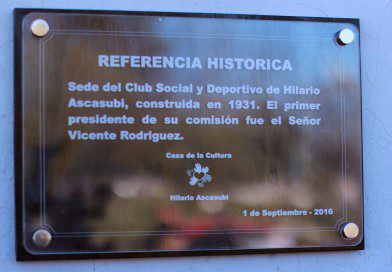 REFERENCIA HISTORICA
Sede del Club Social y Deportivo de Hilario
Ascasubi, construida en 1931. El primer
presidente de su comisión fue el Señor
Vicente Rodriguez.
Casa de la Cultura
Hilario Ascasubi
1 de Septiembre - 2016